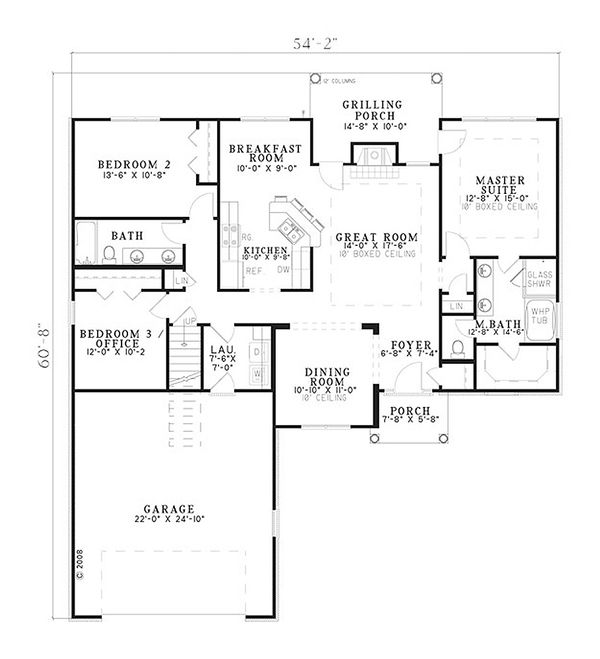 54'-2"
12" COLUMNS
GRILLING
PORCH
14'-8" X 10'-0"
BREAKFAST
ROOM
10'-0" X 9'-0"
BEDROOM 2
13'-6" X 10'-8"
MASTER
SUITE
12'-8" X 15'-0"
10' BOXED CEILING
BATH
RG.
KITCHEN
10'-0" X 9'-8"
REF.
DW
GREAT ROOM
14'-0" X 17'-6"
10' BOXED CEILING
LIN
GLASS
SHWR
LIN
WHP
TUB
M.BATH
12'-8" X 14'-6"
60'-8"
BEDROOM 3 /
OFFICE
12'-0" X 10'-2
UP
LAU.
7'-6"X
7'-0"
D
W
FOYER
6'-8" X 7'-4"
DINING
ROOM
10'-10" X 11'-0"
10' CEILING
PORCH
7'-8" X 5'-8"
GARAGE
22'-0" X 24'-10"
© 2008